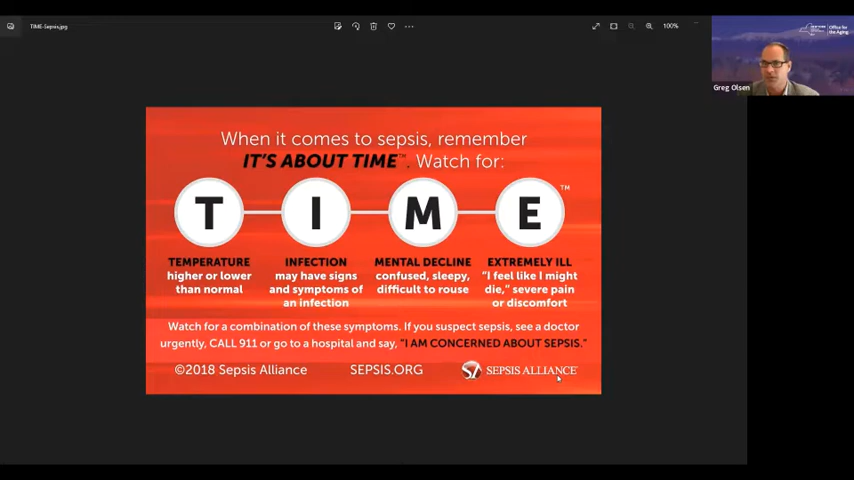 TIME-Sepsis.jpg
100%
Office for the Aging
Greg Olsen
When it comes to sepsis, remember
IT'S ABOUT TIME™. Watch for:
T I M E ™
TEMPERATURE
higher or lower
than normal
INFECTION
may have signs
and symptoms of
an infection
MENTAL DECLINE
confused, sleepy,
difficult to rouse
EXTREMELY ILL
"I feel like I might
die," severe pain
or discomfort
Watch for a combination of these symptoms. If you suspect sepsis, see a doctor
urgently, CALL 911 or go to a hospital and say, "I AM CONCERNED ABOUT SEPSIS."
©2018 Sepsis Alliance SEPSIS.ORG SEPSIS ALLIANCE